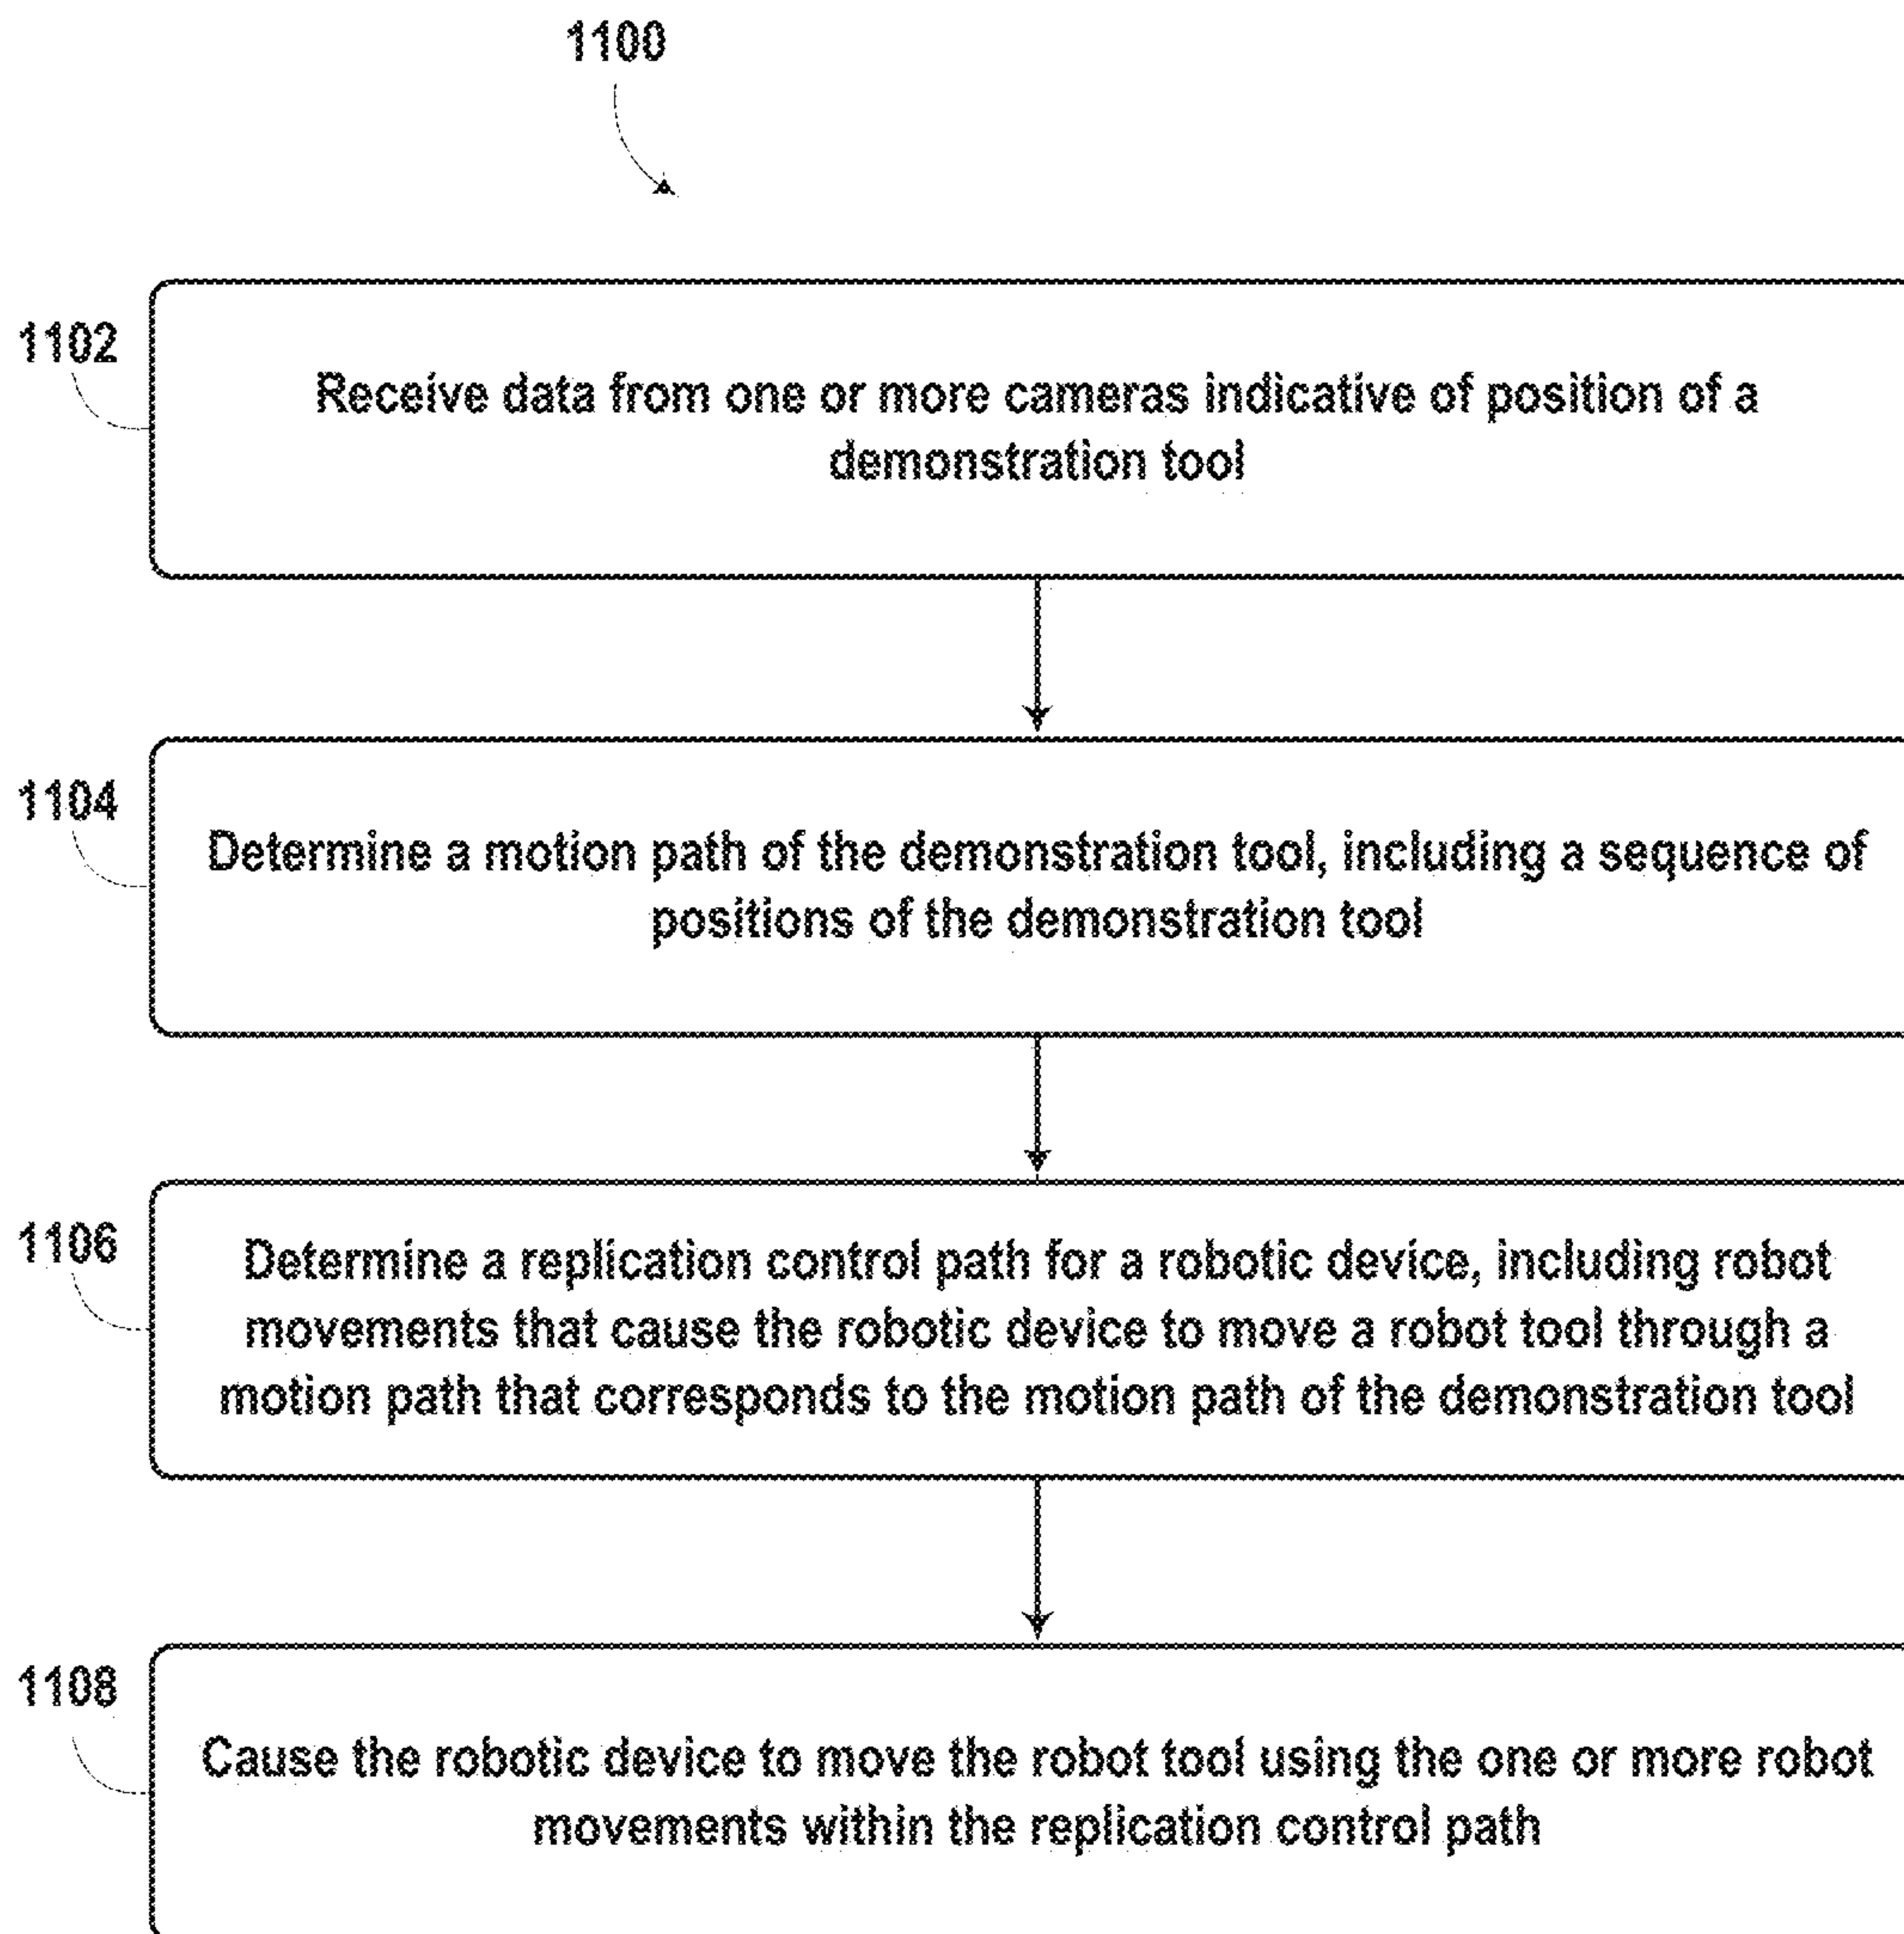 1100
1102
Receive data from one or more cameras indicative of position of a
demonstration tool
1104
Determine a motion path of the demonstration tool, including a sequence of
positions of the demonstration tool
1106
Determine a replication control path for a robotic device, including robot
movements that cause the robotic device to move a robot tool through a
motion path that corresponds to the motion path of the demonstration tool
1108
Cause the robotic device to move the robot tool using the one or more robot
movements within the replication control path